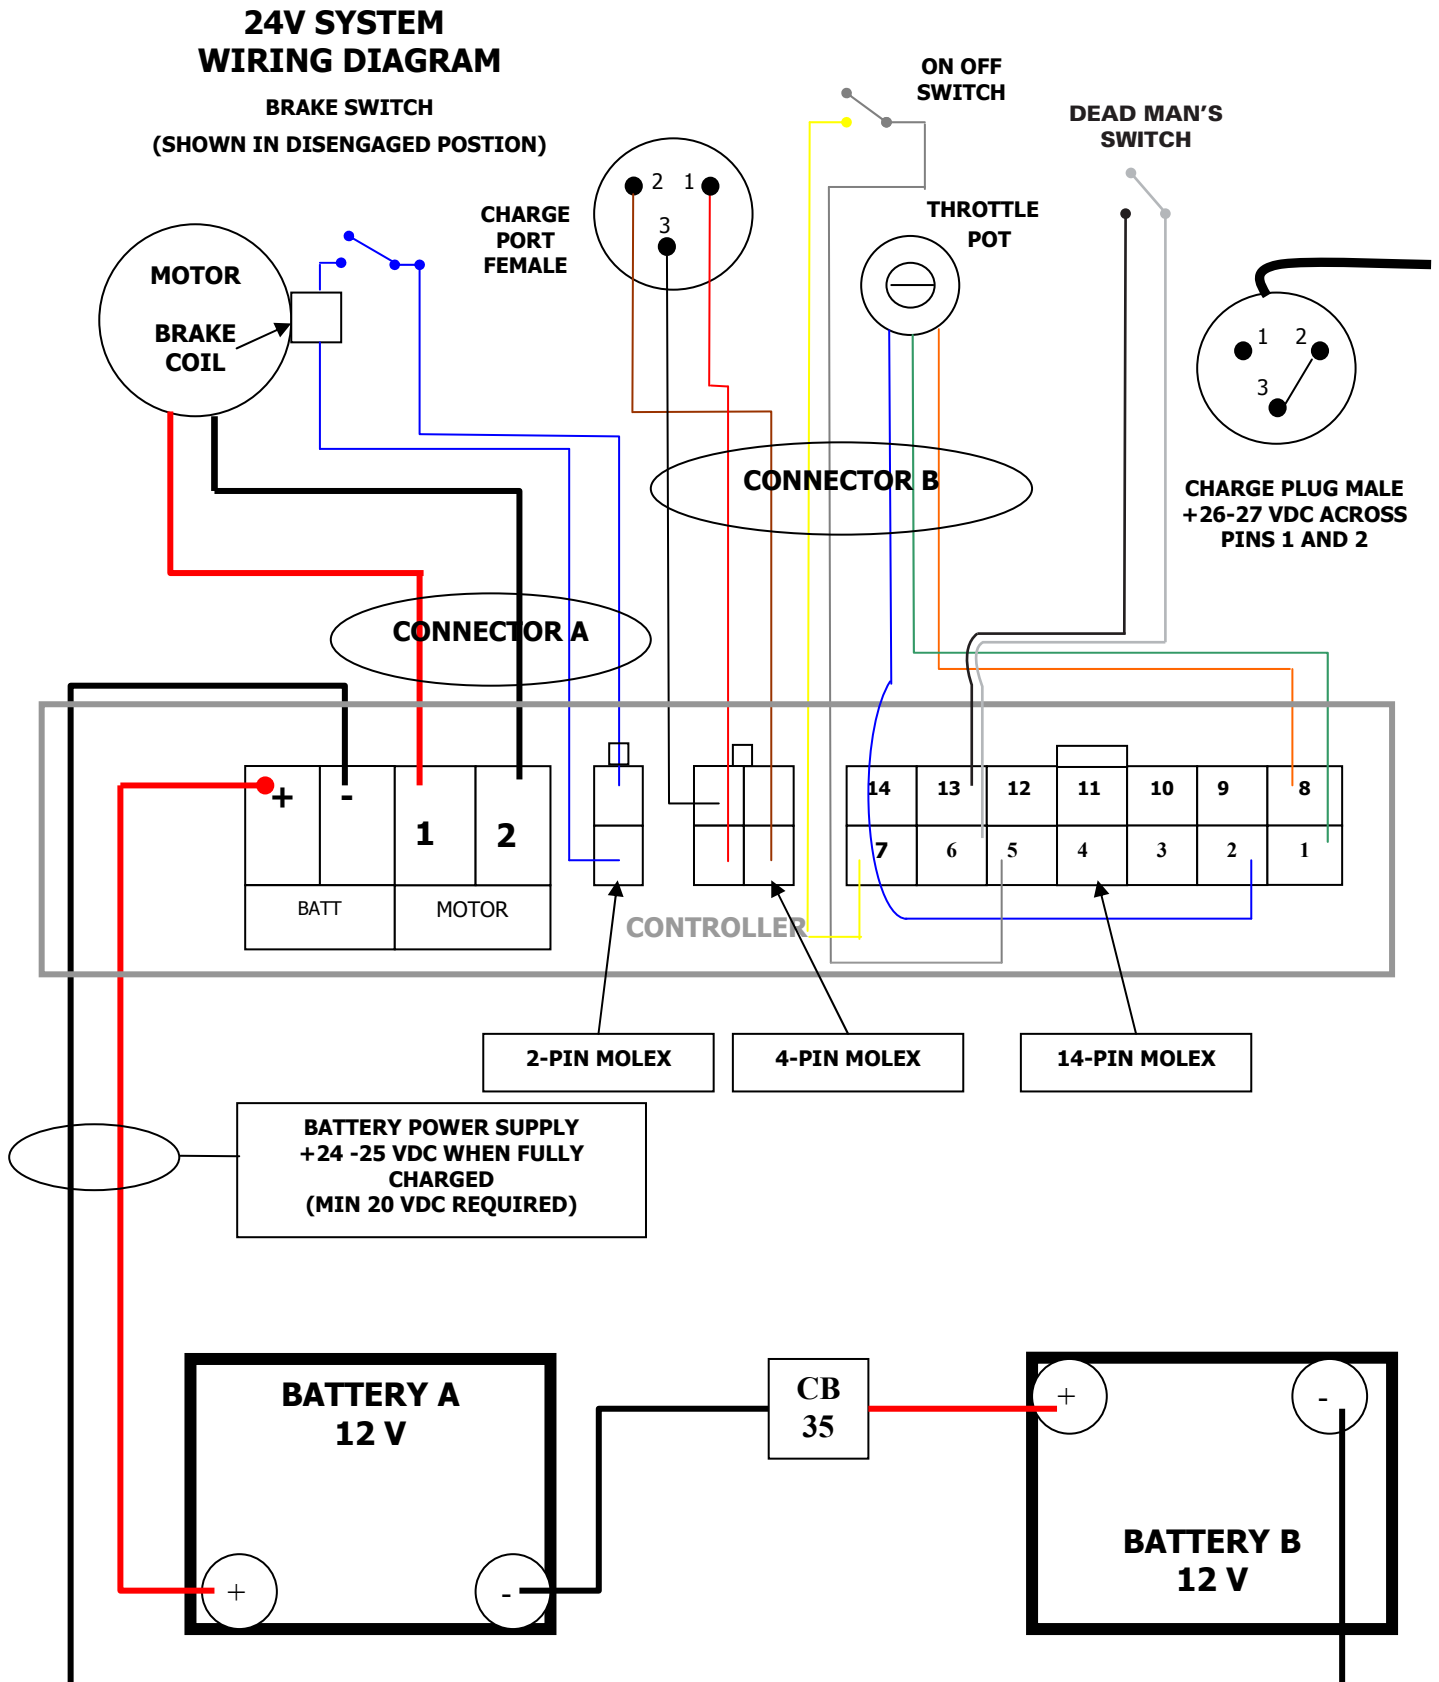 24V SYSTEM
WIRING DIAGRAM
BRAKE SWITCH
(SHOWN IN DISENGAGED POSTION)
ON OFF
SWITCH
DEAD MAN'S
SWITCH
2 1
3
CHARGE
PORT
FEMALE
THROTTLE
POT
MOTOR
BRAKE
COIL
1 2
3
CHARGE PLUG MALE
+26-27 VDC ACROSS
PINS 1 AND 2
CONNECTOR B
CONNECTOR A
+ - 1 2
BATT MOTOR
14 13 12 11 10 9 8
7 6 5 4 3 2 1
CONTROLLER
2-PIN MOLEX
4-PIN MOLEX
14-PIN MOLEX
BATTERY POWER SUPPLY
+24 -25 VDC WHEN FULLY
CHARGED
(MIN 20 VDC REQUIRED)
BATTERY A
12 V
+ -
CB
35
+ -
BATTERY B
12 V